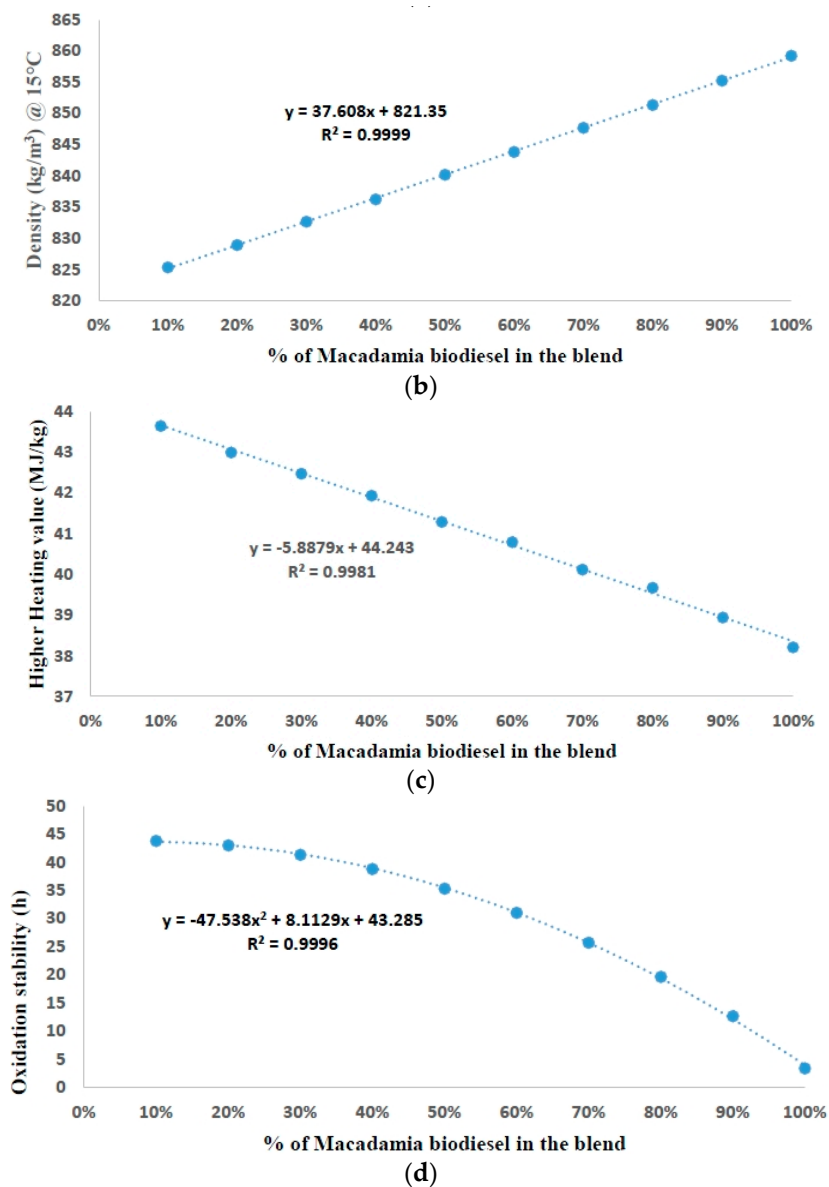 865
860
855
850
845
840
835
830
825
820
Density (kg/m³) @ 15°C
y = 37.608x + 821.35
R² = 0.9999
0% 10% 20% 30% 40% 50% 60% 70% 80% 90% 100%
% of Macadamia biodiesel in the blend
(b)
44
43
42
41
40
39
38
37
Higher Heating value (MJ/kg)
y = -5.8879x + 44.243
R² = 0.9981
0% 10% 20% 30% 40% 50% 60% 70% 80% 90% 100%
% of Macadamia biodiesel in the blend
(c)
50
45
40
35
30
25
20
15
10
5
0
Oxidation stability (h)
y = -47.538x² + 8.1129x + 43.285
R² = 0.9996
0% 10% 20% 30% 40% 50% 60% 70% 80% 90% 100%
% of Macadamia biodiesel in the blend
(d)